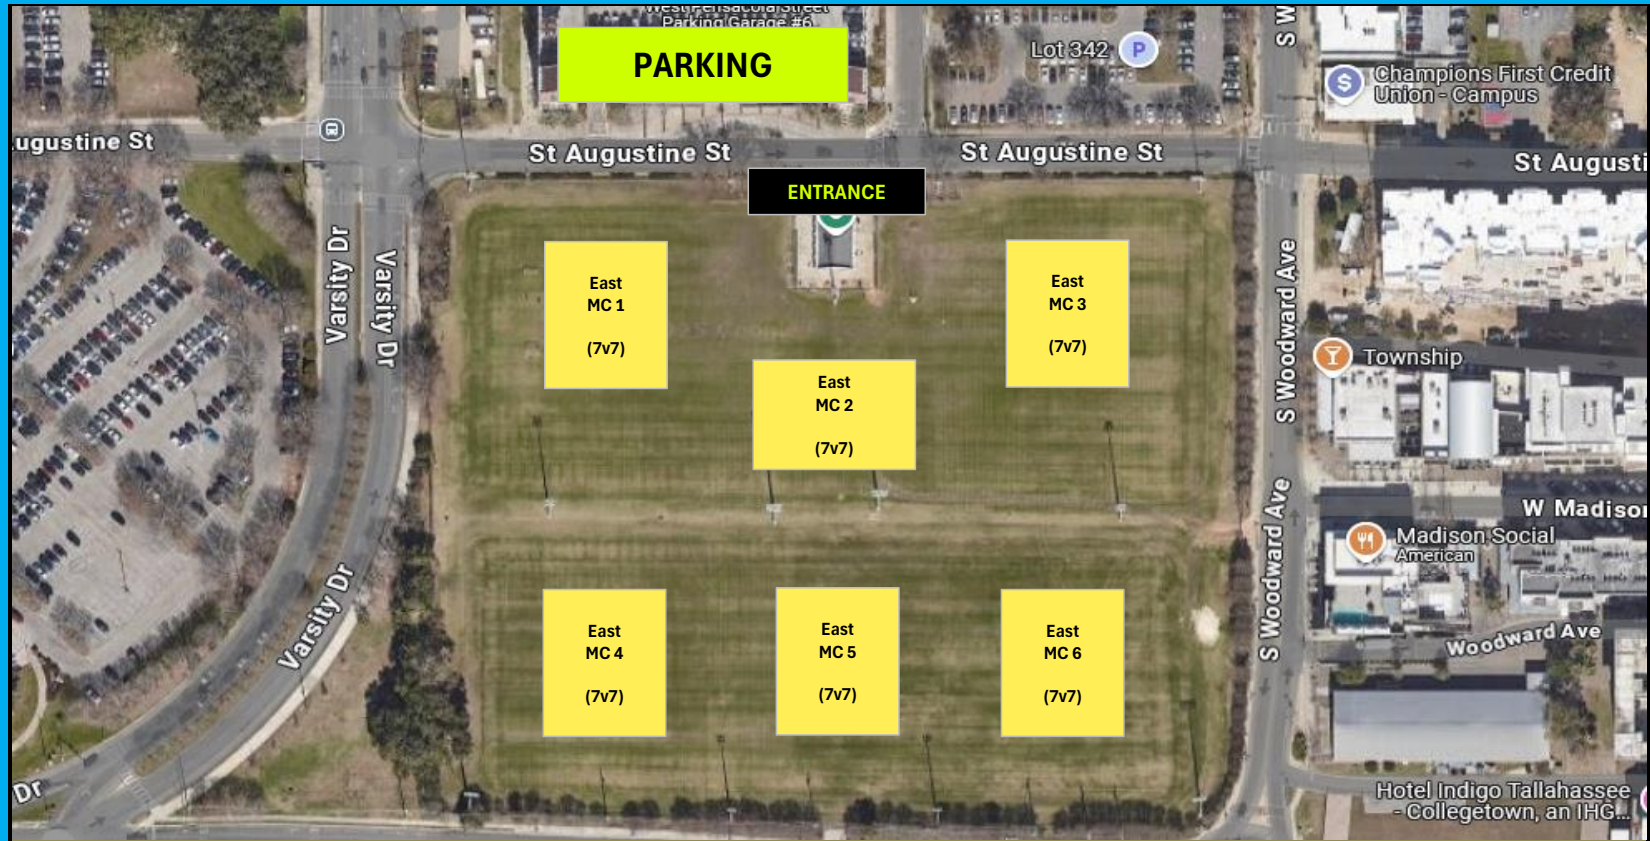 West Pensacola Street
Parking Garage #6
PARKING
Lot 342
P
S W
$
Champions First Credit
Union - Campus
ugustine St
St Augustine St
St Augustine St
St Augusti
ENTRANCE
Varsity Dr
Varsity Dr
East
MC 1
(7v7)
East
MC 3
(7v7)
S Woodward Ave
Township
East
MC 2
(7v7)
S Woodward Ave
W Madison
Madison Social
American
Varsity Dr
East
MC 4
(7v7)
East
MC 5
(7v7)
East
MC 6
(7v7)
Woodward Ave
Dr
Hotel Indigo Tallahassee
- Collegetown, an IHG...